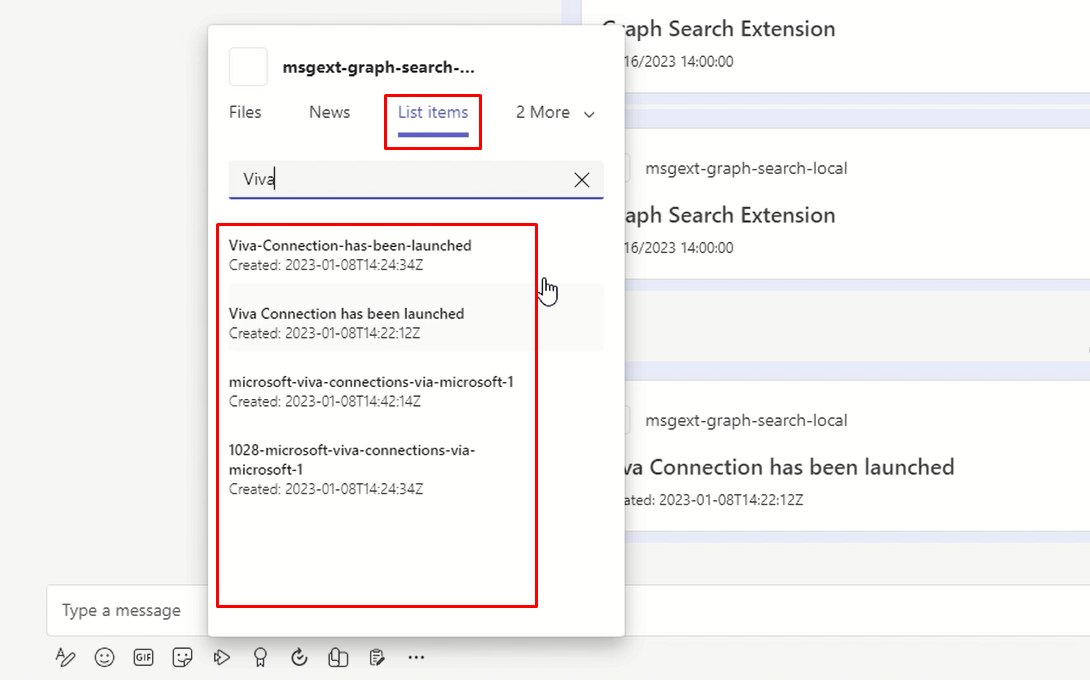 msgext-graph-search-...
Files News List items 2 More
Viva
Viva-Connection-has-been-launched
Created: 2023-01-08T14:24:34Z
Viva Connection has been launched
Created: 2023-01-08T14:22:12Z
microsoft-viva-connections-via-microsoft-1
Created: 2023-01-08T14:42:14Z
1028-microsoft-viva-connections-via-
microsoft-1
Created: 2023-01-08T14:24:34Z
Graph Search Extension
16/2023 14:00:00
msgext-graph-search-local
aph Search Extension
16/2023 14:00:00
msgext-graph-search-local
va Connection has been launched
ated: 2023-01-08T14:22:12Z
Type a message
GIF